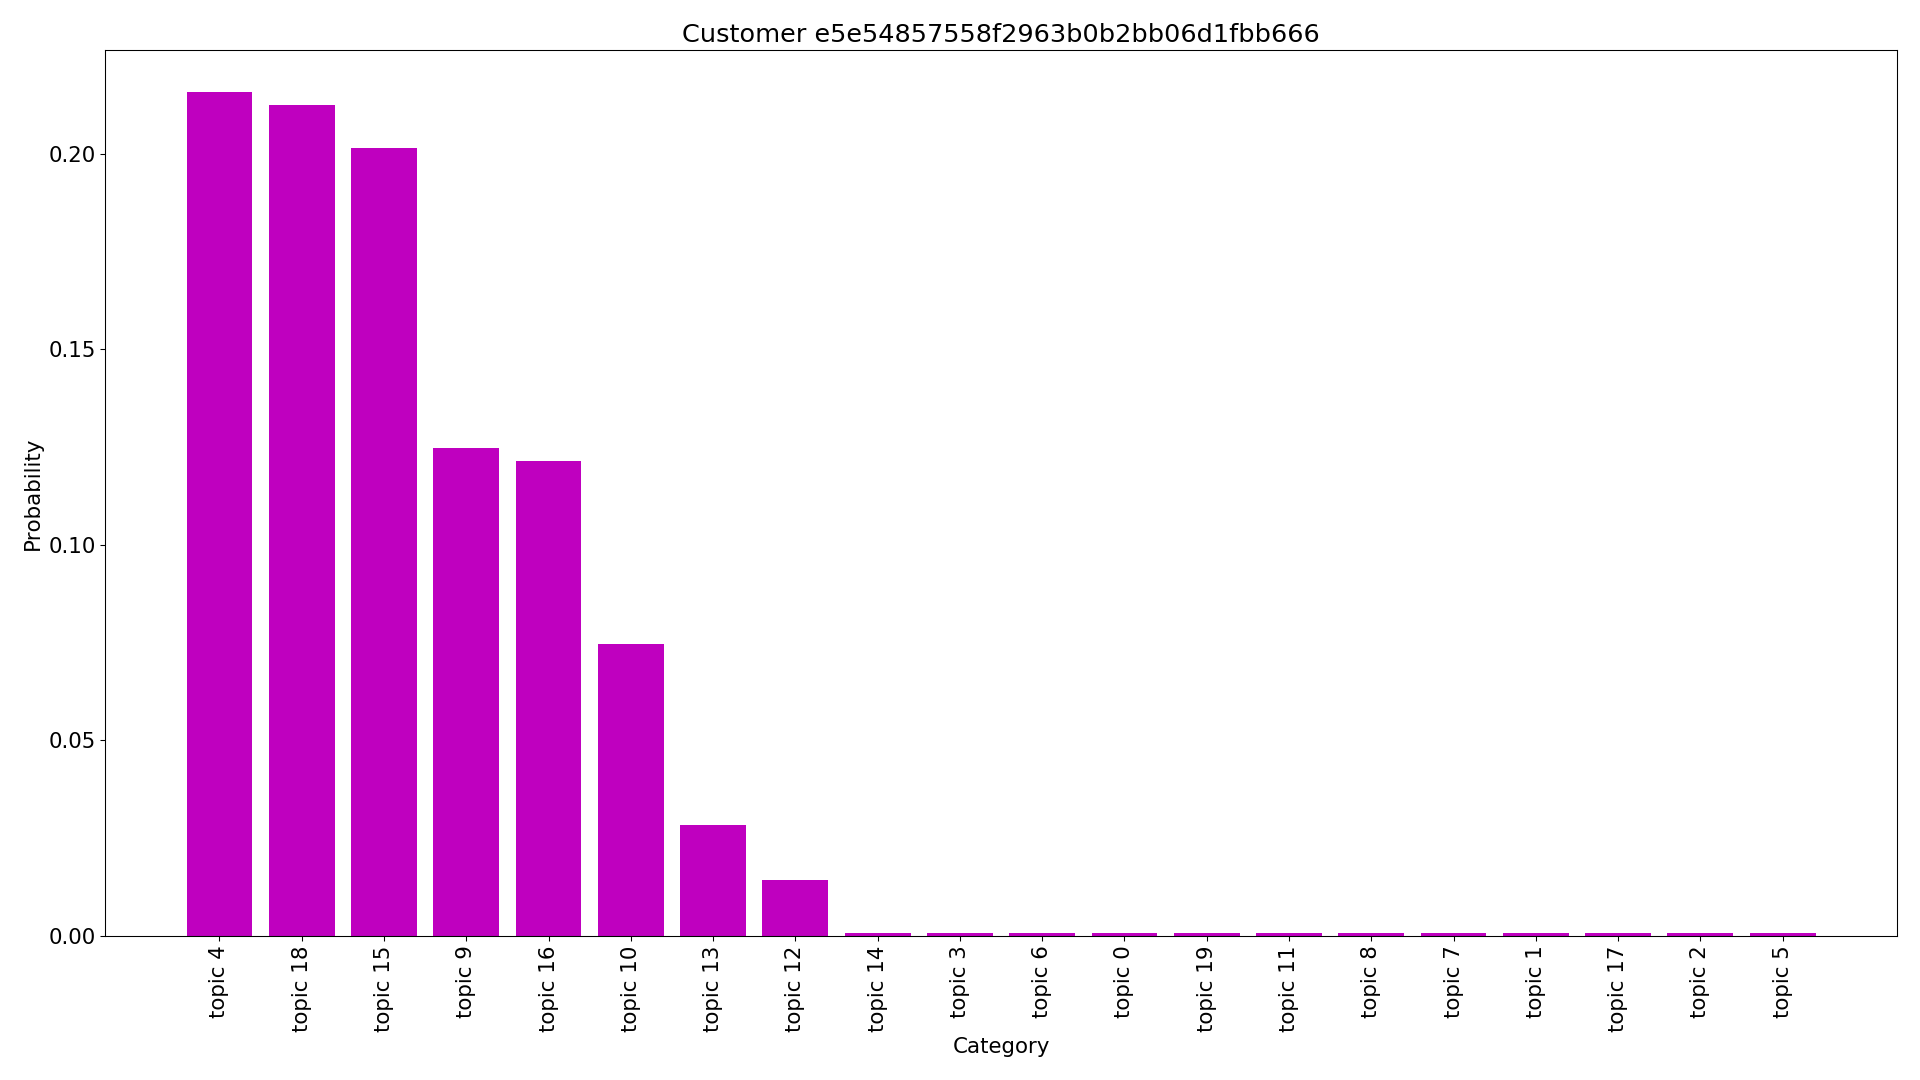 Customer e5e54857558f2963b0b2bb06d1fbb666
Probability
0.20
0.15
0.10
0.05
0.00
topic 4
topic 18
topic 15
topic 9
topic 16
topic 10
topic 13
topic 12
topic 14
topic 3
topic 6
topic 0
topic 19
topic 11
topic 8
topic 7
topic 1
topic 17
topic 2
topic 5
Category